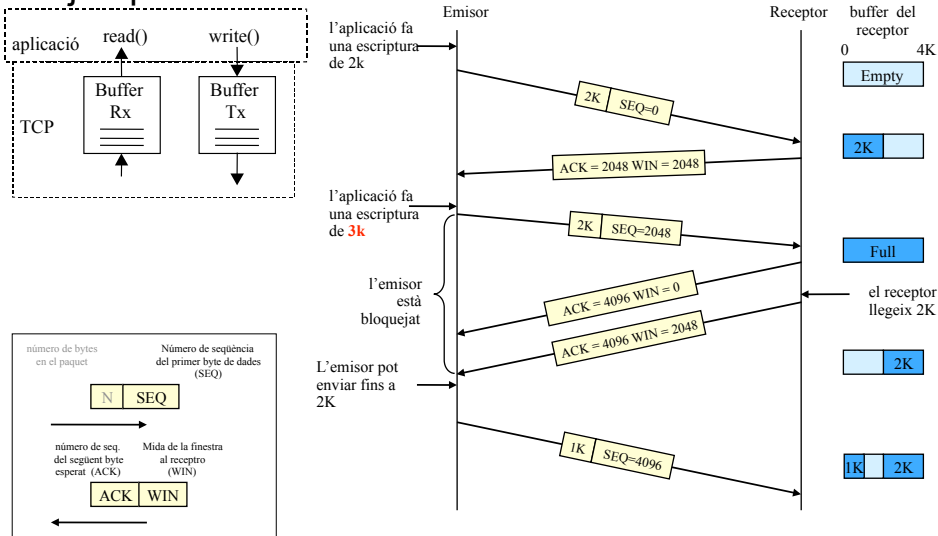 aplicació
read()
write()
Buffer
Rx
Buffer
Tx
TCP
Emisor
Receptor
buffer del
receptor
0
4K
l'aplicació fa
una escriptura
de 2k
2K SEQ=0
Empty
2K
ACK = 2048 WIN = 2048
l'aplicació fa
una escriptura
de 3k
2K SEQ=2048
Full
l'emisor
està
bloquejat
ACK = 4096 WIN = 0
el receptor
llegeix 2K
ACK = 4096 WIN = 2048
2K
L'emisor pot
enviar fins a
2K
1K SEQ=4096
1K
2K
número de bytes
en el paquet
Número de seqüència
del primer byte de dades
(SEQ)
N SEQ
número de seq.
del següent byte
esperat (ACK)
Mida de la finestra
al receptro
(WIN)
ACK WIN